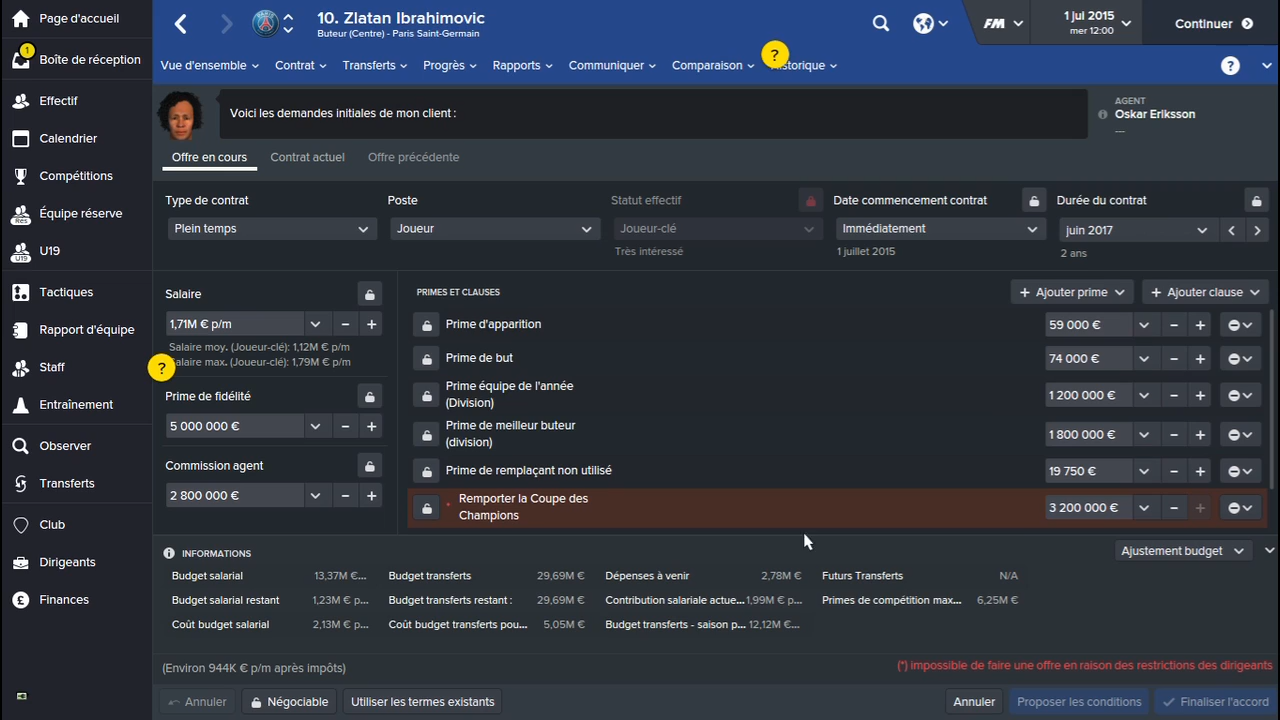 Page d'accueil
1
Boîte de réception
Effectif
Calendrier
Compétitions
Res
Équipe réserve
U19
U19
Tactiques
Rapport d'équipe
Staff
Entraînement
Observer
Transferts
Club
Dirigeants
Finances
10. Zlatan Ibrahimovic
Buteur (Centre) - Paris Saint-Germain
FM
1 jul 2015
mer 12:00
Continuer
Vue d'ensemble
Contrat
Transferts
Progrès
Rapports
Communiquer
Comparaison
?
Historique
?
Voici les demandes initiales de mon client :
AGENT
Oskar Eriksson
—
Offre en cours
Contrat actuel
Offre précédente
Type de contrat
Poste
Statut effectif
Date commencement contrat
Durée du contrat
Plein temps
Joueur
Joueur-clé
Immédiatement
juin 2017
Très intéressé
1 juillet 2015
2 ans
Salaire
1,71M € p/m
Salaire moy. (Joueur-clé): 1,12M € p/m
Salaire max. (Joueur-clé): 1,79M € p/m
?
Prime de fidélité
5 000 000 €
Commission agent
2 800 000 €
PRIMES ET CLAUSES
+ Ajouter prime
+ Ajouter clause
Prime d'apparition
59 000 €
Prime de but
74 000 €
Prime équipe de l'année
(Division)
1 200 000 €
Prime de meilleur buteur
(division)
1 800 000 €
Prime de remplaçant non utilisé
19 750 €
* Remporter la Coupe des
Champions
3 200 000 €
INFORMATIONS
Ajustement budget
Budget salarial 13,37M €...
Budget transferts 29,69M €
Dépenses à venir 2,78M €
Futurs Transferts N/A
Budget salarial restant 1,23M € p...
Budget transferts restant : 29,69M €
Contribution salariale actue... 1,99M € p...
Primes de compétition max... 6,25M €
Coût budget salarial 2,13M € p...
Coût budget transferts pou... 5,05M €
Budget transferts - saison p... 12,12M €...
(Environ 944K € p/m après impôts)
(*) impossible de faire une offre en raison des restrictions des dirigeants
Annuler
Négociable
Utiliser les termes existants
Annuler
Proposer les conditions
Finaliser l'accord